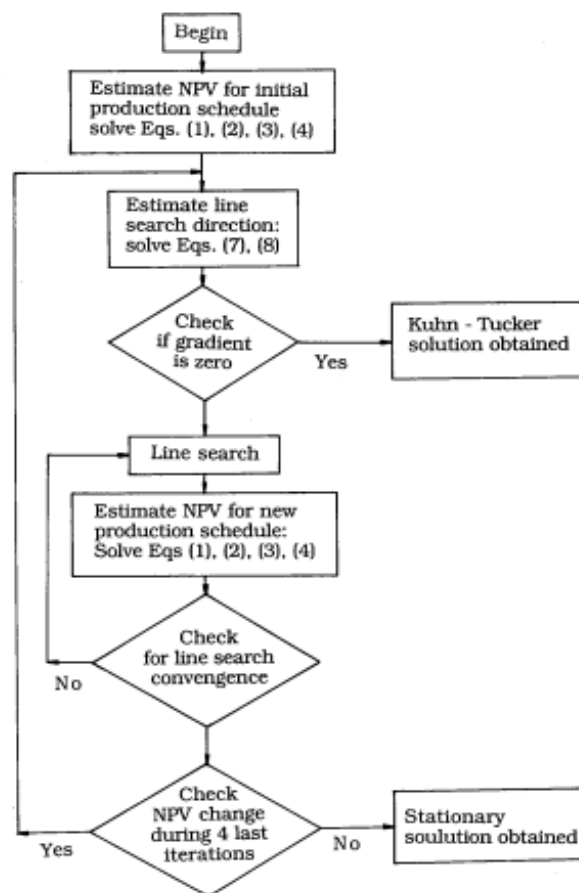 Begin
Estimate NPV for initial
production schedule
solve Eqs. (1), (2), (3), (4)
Estimate line
search direction:
solve Eqs. (7), (8)
Check
if gradient
is zero
Yes
Kuhn - Tucker
solution obtained
Line search
Estimate NPV for new
production schedule:
Solve Eqs (1), (2), (3), (4)
Check
for line search
convengence
No
Check
NPV change
during 4 last
iterations
Yes
No
Stationary
soulution obtained